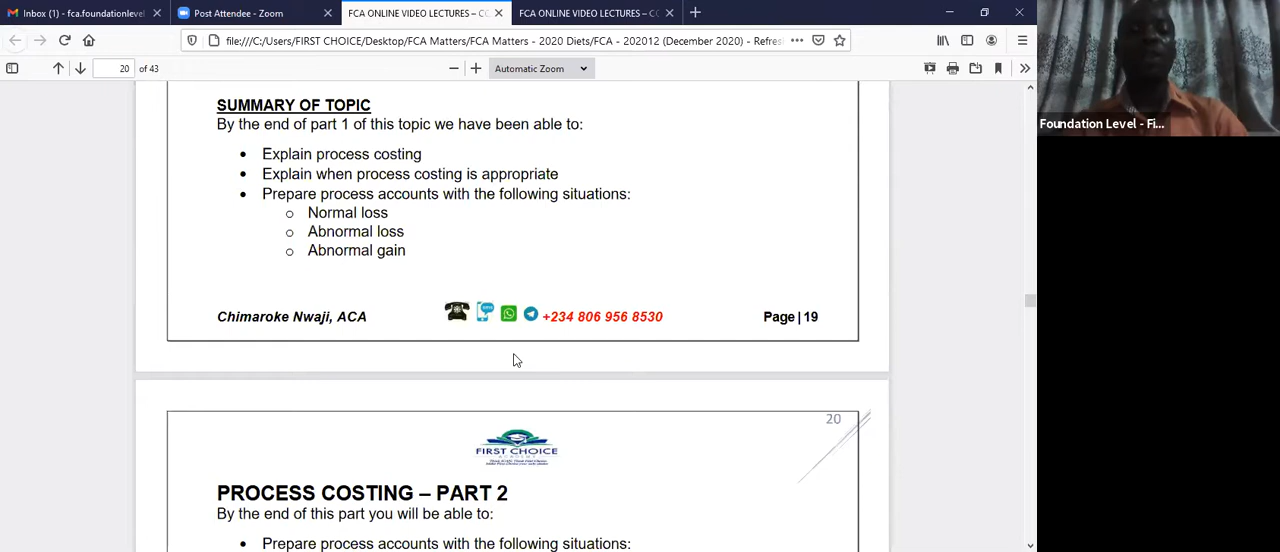 Inbox (1) - fca.foundationlevel
Post Attendee - Zoom
FCA ONLINE VIDEO LECTURES – CO
FCA ONLINE VIDEO LECTURES – CO
file:///C:/Users/FIRST CHOICE/Desktop/FCA Matters/FCA Matters - 2020 Diets/FCA - 202012 (December 2020) - Refres
20 of 43
Automatic Zoom
Foundation Level - Fi...
SUMMARY OF TOPIC
By the end of part 1 of this topic we have been able to:
• Explain process costing
• Explain when process costing is appropriate
• Prepare process accounts with the following situations:
o Normal loss
o Abnormal loss
o Abnormal gain
Chimaroke Nwaji, ACA
+234 806 956 8530
Page | 19
20
FIRST CHOICE
ACADEMY
PROCESS COSTING – PART 2
By the end of this part you will be able to:
• Prepare process accounts with the following situations: